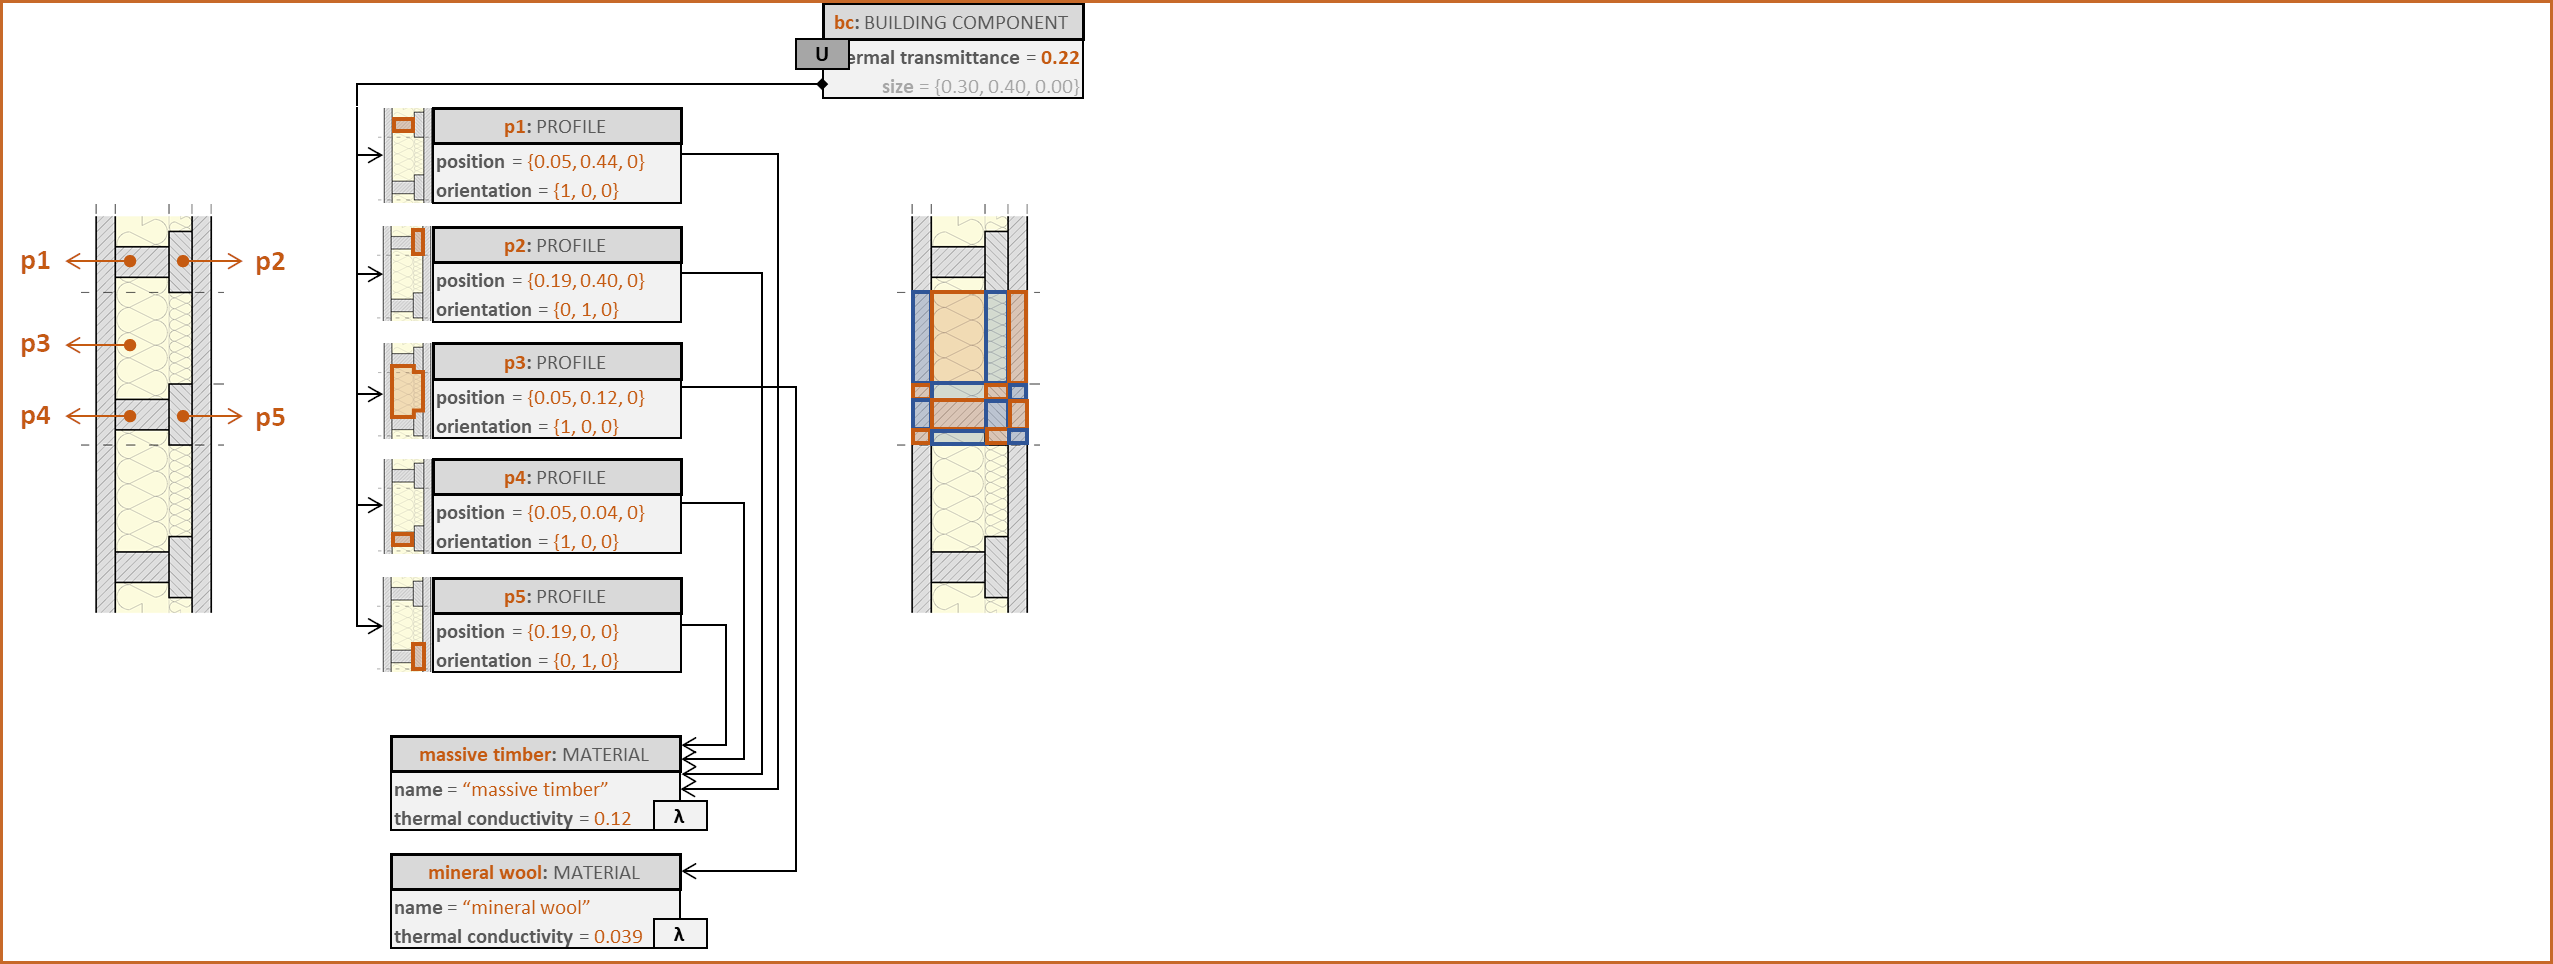 bc: BUILDING COMPONENT
U
ermal transmittance = 0.22
size = {0.30, 0.40, 0.00}
p1: PROFILE
position = {0.05, 0.44, 0}
orientation = {1, 0, 0}
p2: PROFILE
position = {0.19, 0.40, 0}
orientation = {0, 1, 0}
p3: PROFILE
position = {0.05, 0.12, 0}
orientation = {1, 0, 0}
p4: PROFILE
position = {0.05, 0.04, 0}
orientation = {1, 0, 0}
p5: PROFILE
position = {0.19, 0, 0}
orientation = {0, 1, 0}
p1
p2
p3
p4
p5
massive timber: MATERIAL
name = “massive timber”
thermal conductivity = 0.12
λ
mineral wool: MATERIAL
name = “mineral wool”
thermal conductivity = 0.039
λ